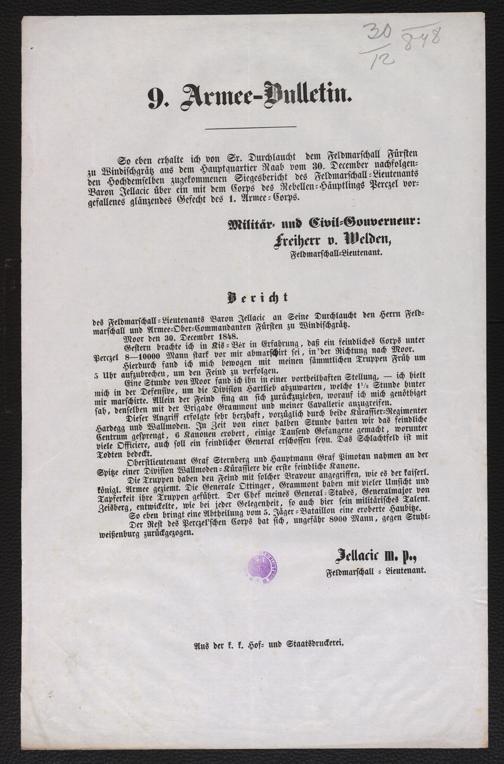 30
/
12 848
9. Armee-Bulletin.
So eben erhalte ich von Sr. Durchlaucht dem Feldmarschall Fürsten
zu Windischgrätz aus dem Hauptquartier Raab vom 30. December nachfolgen-
den Hochdemselben zugekommenen Siegesbericht des Feldmarschall-Lieutenants
Baron Jellacic über ein mit dem Corps des Rebellen-Häuptlings Perczel vor-
gefallenes glänzendes Gefecht des 1. Armee-Corps.
Militär- und Civil-Gouverneur:
Freiherr v. Welden,
Feldmarschall-Lieutenant.
Bericht
des Feldmarschall-Lieutenants Baron Jellacic an Seine Durchlaucht den Herrn Feld-
marschall und Armee-Ober-Commandanten Fürsten zu Windischgrätz.
Moor den 30. December 1848.
Gestern brachte ich in Kis-Bér in Erfahrung, daß ein feindliches Corps unter
Perczel 8—10000 Mann stark vor mir abmarschirt sei, in der Richtung nach Moor.
Hierdurch fand ich mich bewogen mit meinen sämmtlichen Truppen Früh um
5 Uhr aufzubrechen, um den Feind zu verfolgen.
Eine Stunde von Moor fand ich ihn in einer vortheilhaften Stellung, — ich hielt
mich in der Defensive, um die Division Hartlieb abzuwarten, welche 1½ Stunde hinter
mir marschirte. Allein der Feind fing an sich zurückzuziehen, worauf ich mich genöthiget
sah, denselben mit der Brigade Grammont und meiner Cavallerie anzugreifen.
Dieser Angriff erfolgte sehr herzhaft, vorzüglich durch beide Kürassier-Regimenter
Hardegg und Wallmoden. In Zeit von einer halben Stunde hatten wir das feindliche
Centrum gesprengt, 6 Kanonen erobert, einige Tausend Gefangene gemacht, worunter
viele Officiere, auch soll ein feindlicher General erschossen seyn. Das Schlachtfeld ist mit
Todten bedeckt.
Oberstlieutenant Graf Sternberg und Hauptmann Graf Pimotan nahmen an der
Spitze einer Division Wallmoden-Kürassiere die erste feindliche Kanone.
Die Truppen haben den Feind mit solcher Bravour angegriffen, wie es der kaiserl.
königl. Armee geziemt. Die Generale Ottinger, Grammont haben mit vieler Umsicht und
Tapferkeit ihre Truppen geführt. Der Chef meines General-Stabes, Generalmajor von
Zeisberg, entwickelte, wie bei jeder Gelegenheit, so auch hier sein militärisches Talent.
So eben bringt eine Abtheilung vom 5. Jäger-Bataillon eine eroberte Haubitze.
Der Rest des Perczel'schen Corps hat sich, ungefähr 8000 Mann, gegen Stuhl-
weißenburg zurückgezogen.
Jellacic m. p.,
Feldmarschall-Lieutenant.
Aus der k. k. Hof- und Staatsdruckerei.